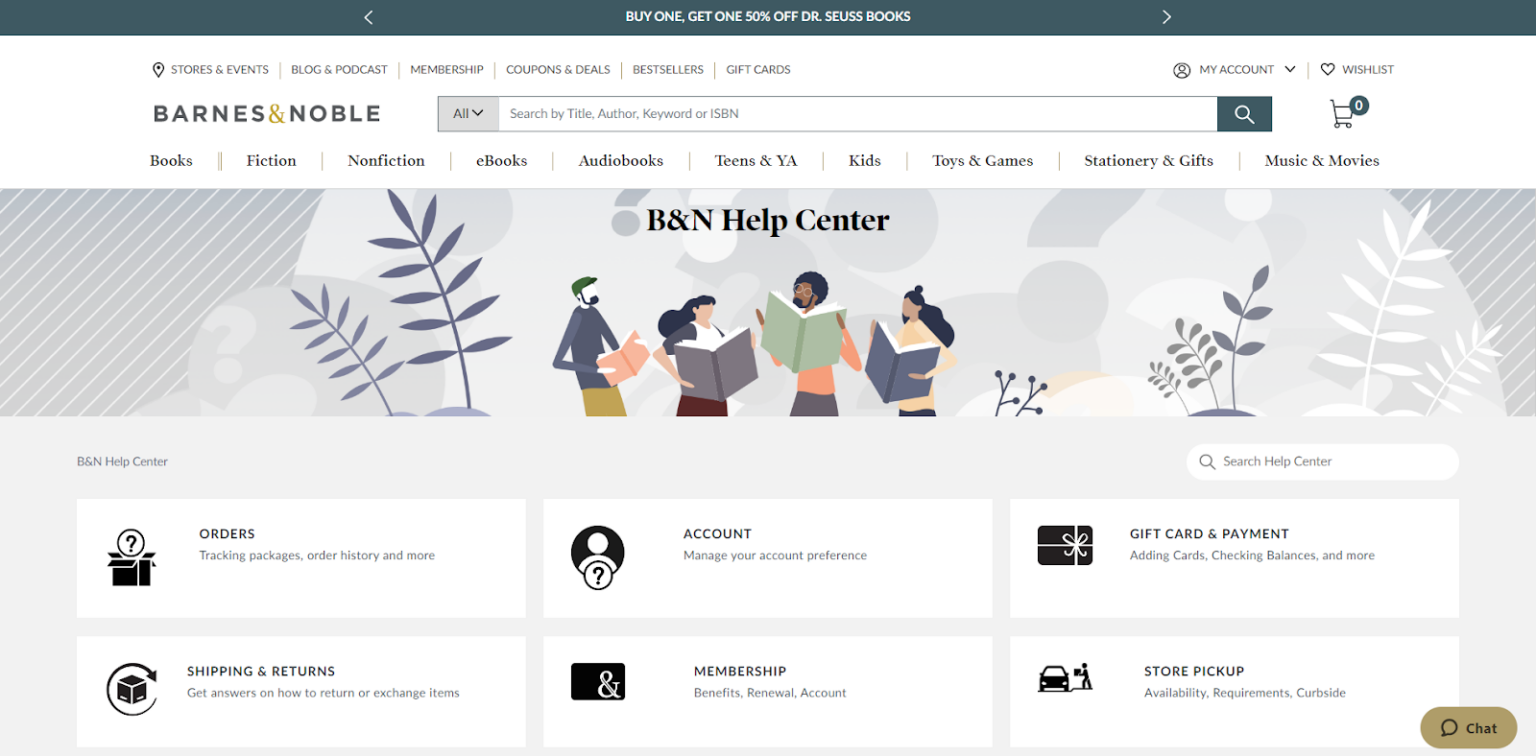 BUY ONE, GET ONE 50% OFF DR. SEUSS BOOKS
STORES & EVENTS BLOG & PODCAST MEMBERSHIP COUPONS & DEALS BESTSELLERS GIFT CARDS MY ACCOUNT WISHLIST
BARNES&NOBLE All Search by Title, Author, Keyword or ISBN 0
Books Fiction Nonfiction eBooks Audiobooks Teens & YA Kids Toys & Games Stationery & Gifts Music & Movies
B&N Help Center
B&N Help Center Search Help Center
ORDERS
Tracking packages, order history and more
ACCOUNT
Manage your account preference
GIFT CARD & PAYMENT
Adding Cards, Checking Balances, and more
SHIPPING & RETURNS
Get answers on how to return or exchange items
&
MEMBERSHIP
Benefits, Renewal, Account
STORE PICKUP
Availability, Requirements, Curbside
Chat